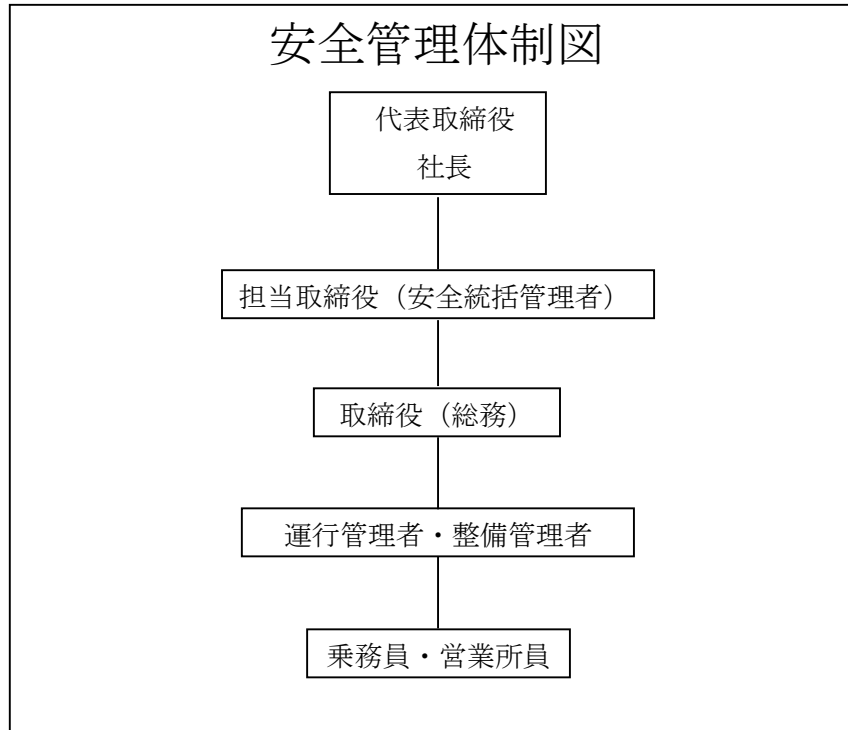 安全管理体制図
代表取締役
社長
担当取締役（安全統括管理者）
取締役（総務）
運行管理者・整備管理者
乗務員・営業所員